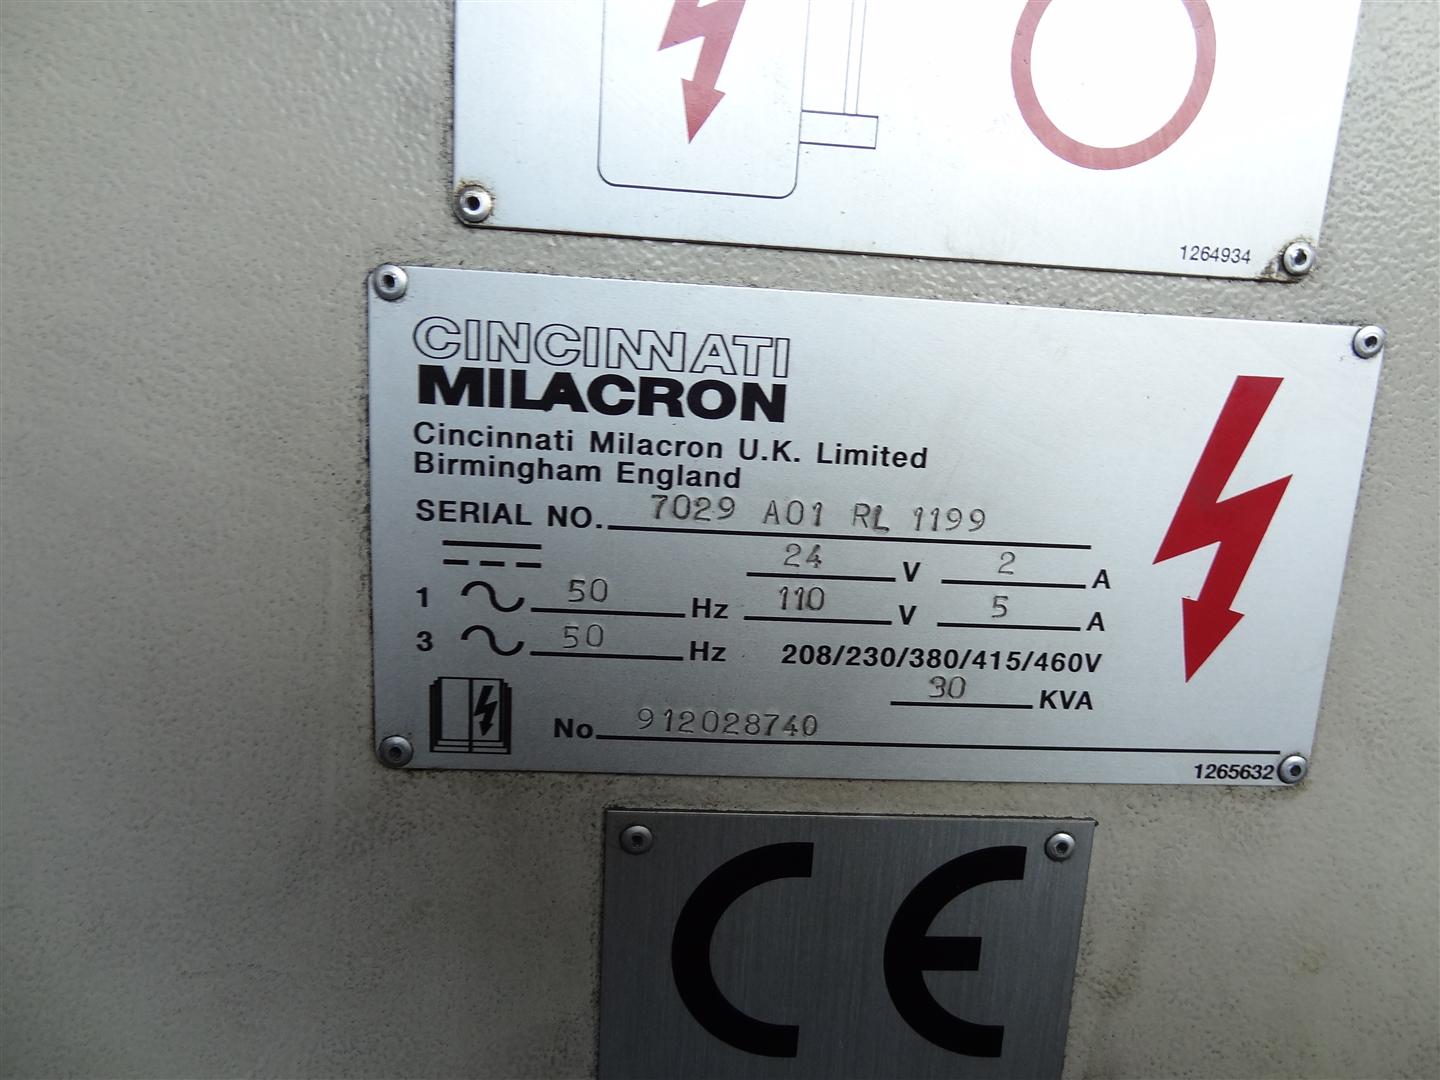 1264934
CINCINNATI
MILACRON
Cincinnati Milacron U.K. Limited
Birmingham England
SERIAL NO. 7029 A01 RL 1199
24 V 2 A
1 50 Hz 110 V 5 A
3 50 Hz 208/230/380/415/460V
30 KVA
No 912028740
1265632
CE